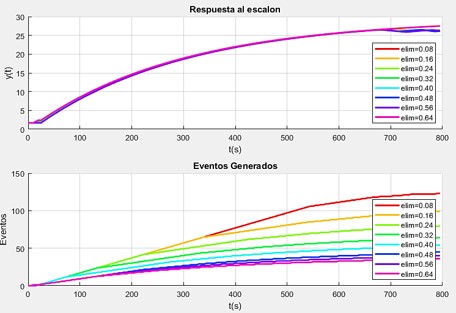 Respuesta al escalon
30
25
20
15
10
5
0
y(t)
0 100 200 300 400 500 600 700 800
t(s)
elim=0.08
elim=0.16
elim=0.24
elim=0.32
elim=0.40
elim=0.48
elim=0.56
elim=0.64
Eventos Generados
150
100
50
0
Eventos
0 100 200 300 400 500 600 700 800
t(s)
elim=0.08
elim=0.16
elim=0.24
elim=0.32
elim=0.40
elim=0.48
elim=0.56
elim=0.64